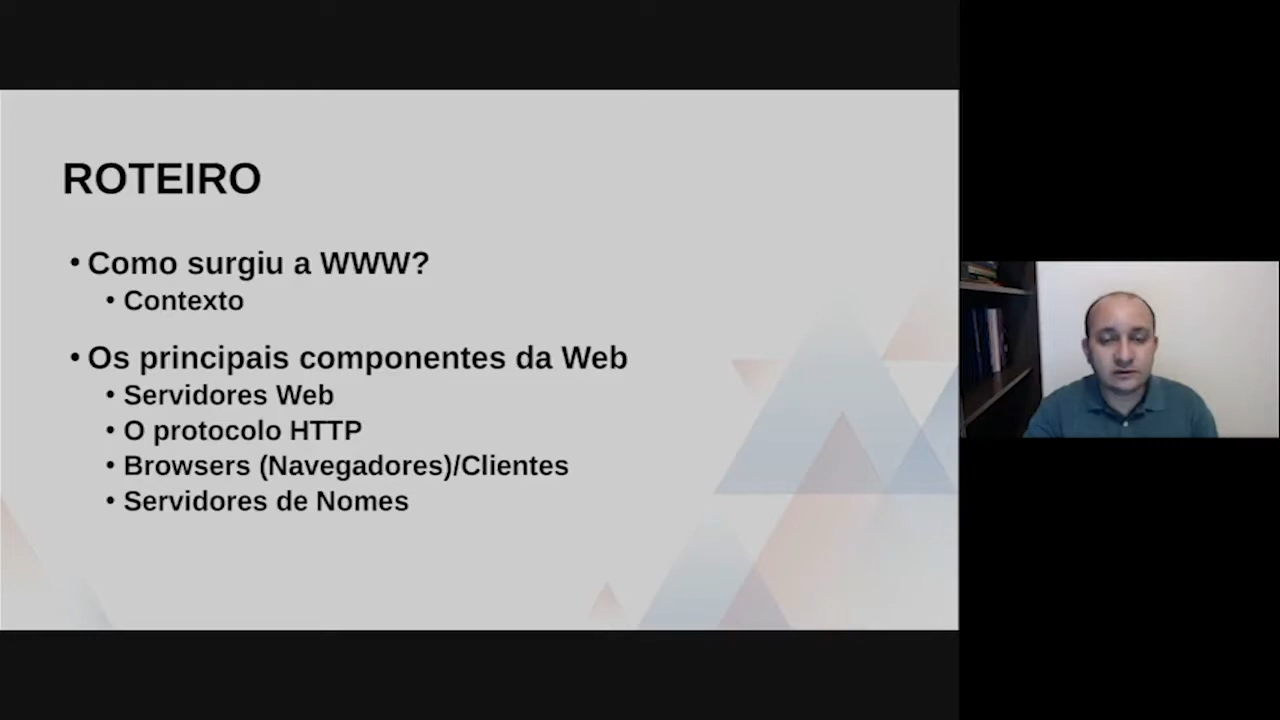 ROTEIRO
• Como surgiu a WWW?
• Contexto
• Os principais componentes da Web
• Servidores Web
• O protocolo HTTP
• Browsers (Navegadores)/Clientes
• Servidores de Nomes